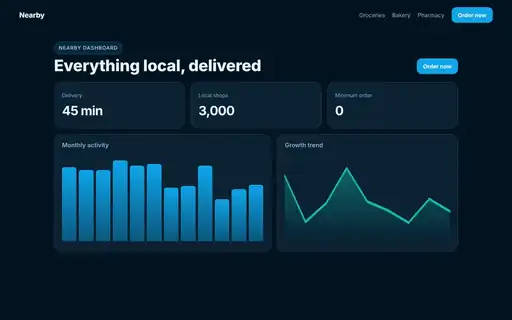 Nearby
Groceries Bakery Pharmacy Order now
NEARBY DASHBOARD
Everything local, delivered
Order now
Delivery
45 min
Local shops
3,000
Minimum order
0
Monthly activity
Growth trend